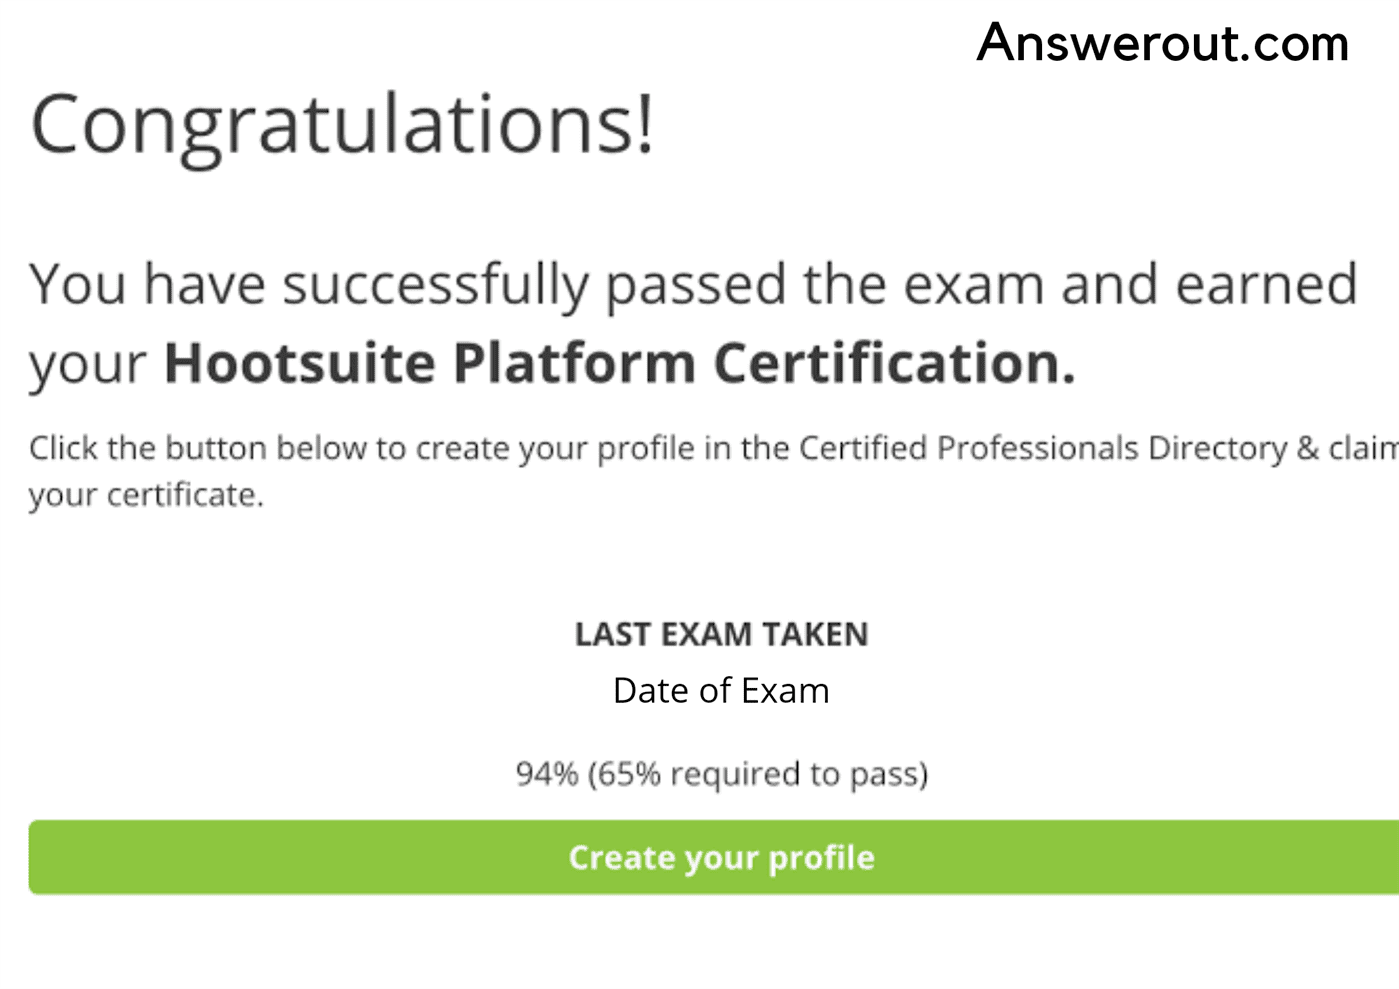 Answerout.com
Congratulations!
You have successfully passed the exam and earned
your Hootsuite Platform Certification.
Click the button below to create your profile in the Certified Professionals Directory & claim
your certificate.
LAST EXAM TAKEN
Date of Exam
94% (65% required to pass)
Create your profile